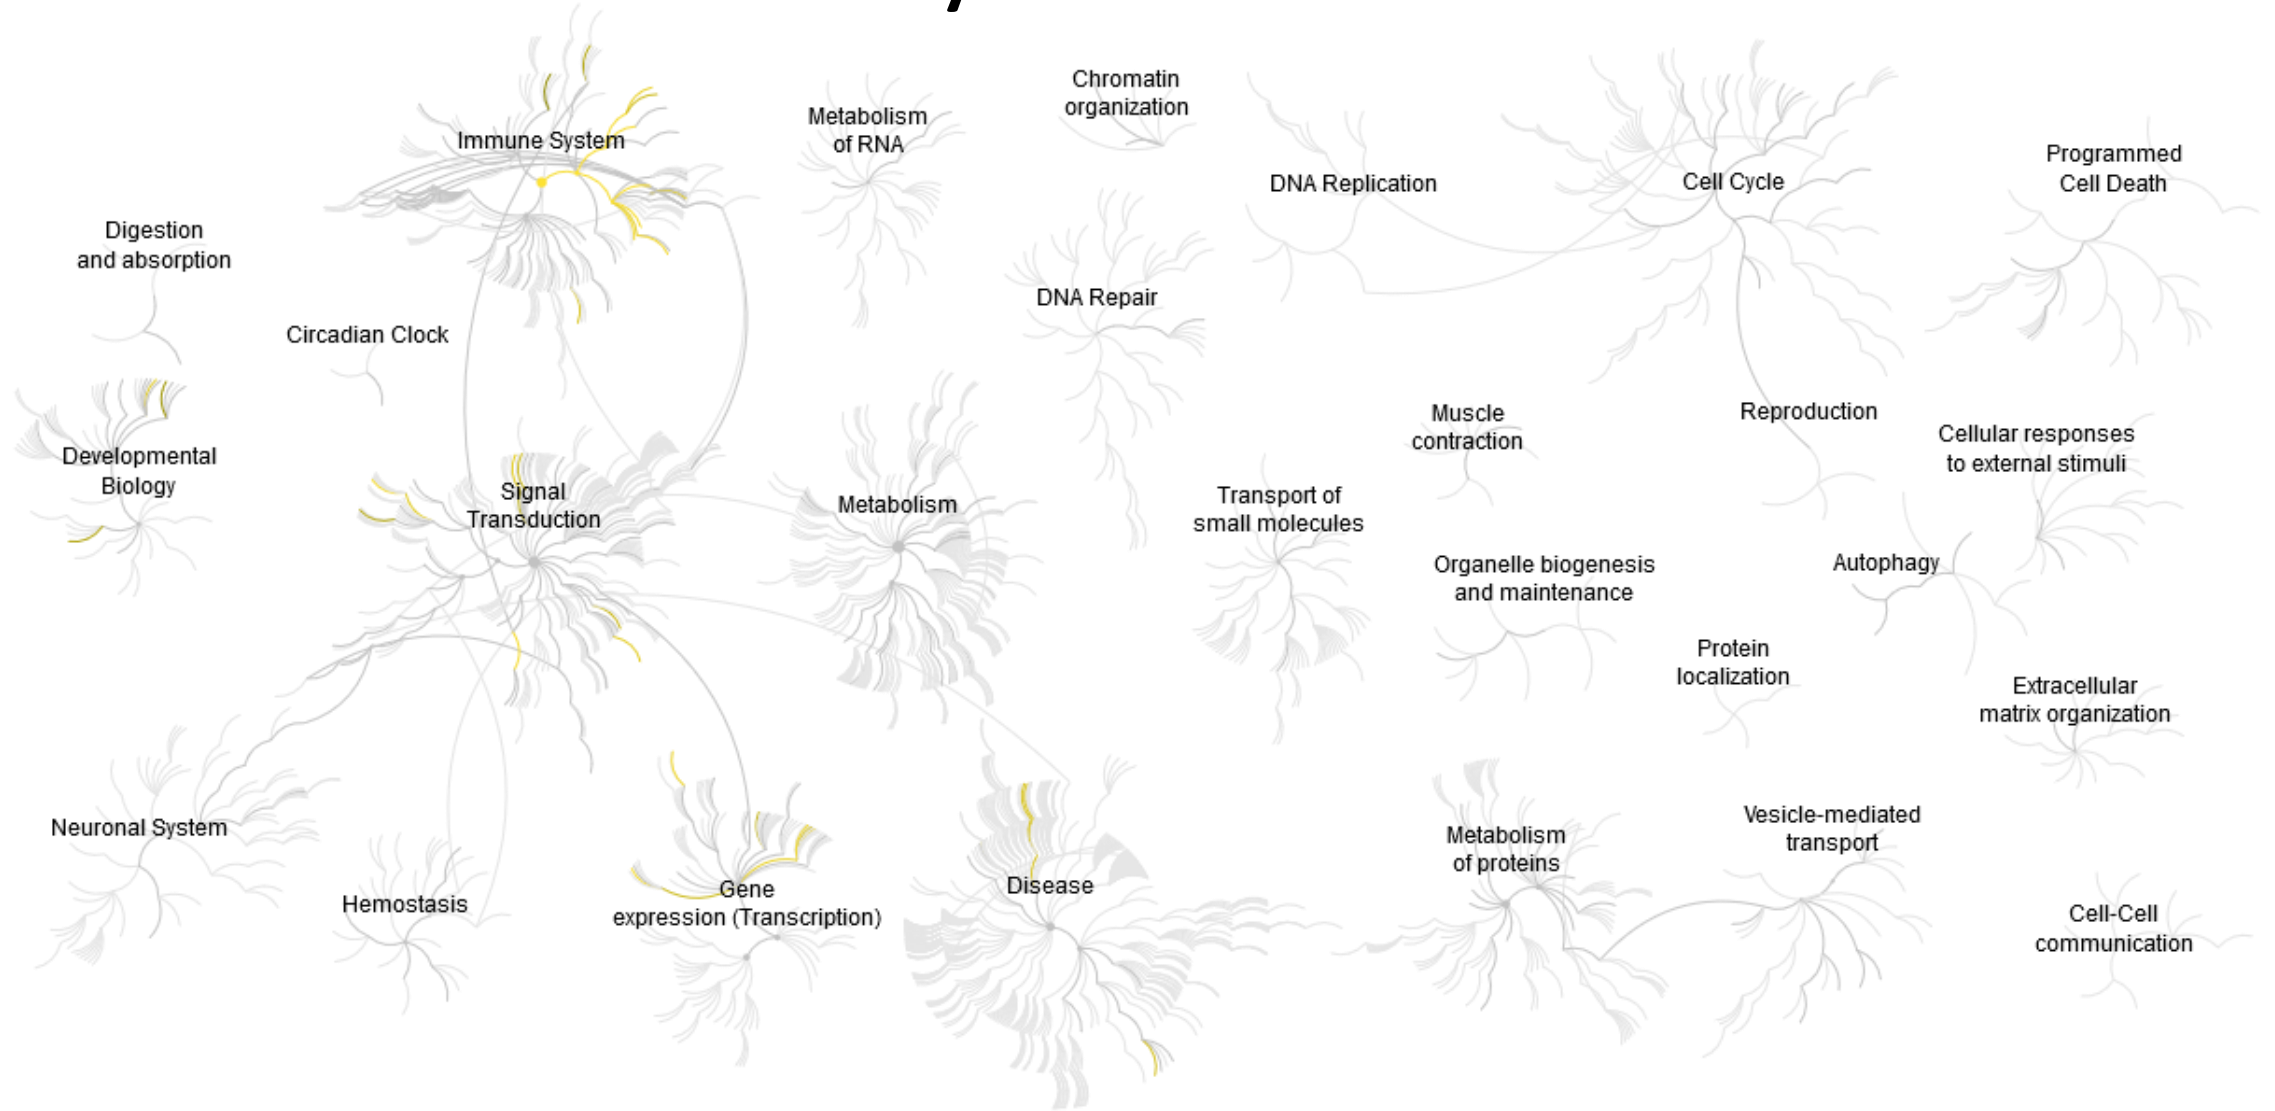 Chromatin
organization
Metabolism
of RNA
Immune System
Programmed
Cell Death
DNA Replication
Cell Cycle
Digestion
and absorption
DNA Repair
Circadian Clock
Muscle
contraction
Reproduction
Cellular responses
to external stimuli
Developmental
Biology
Signal
Transduction
Metabolism
Transport of
small molecules
Organelle biogenesis
and maintenance
Autophagy
Protein
localization
Extracellular
matrix organization
Neuronal System
Metabolism
of proteins
Vesicle-mediated
transport
Hemostasis
Gene
expression (Transcription)
Disease
Cell-Cell
communication